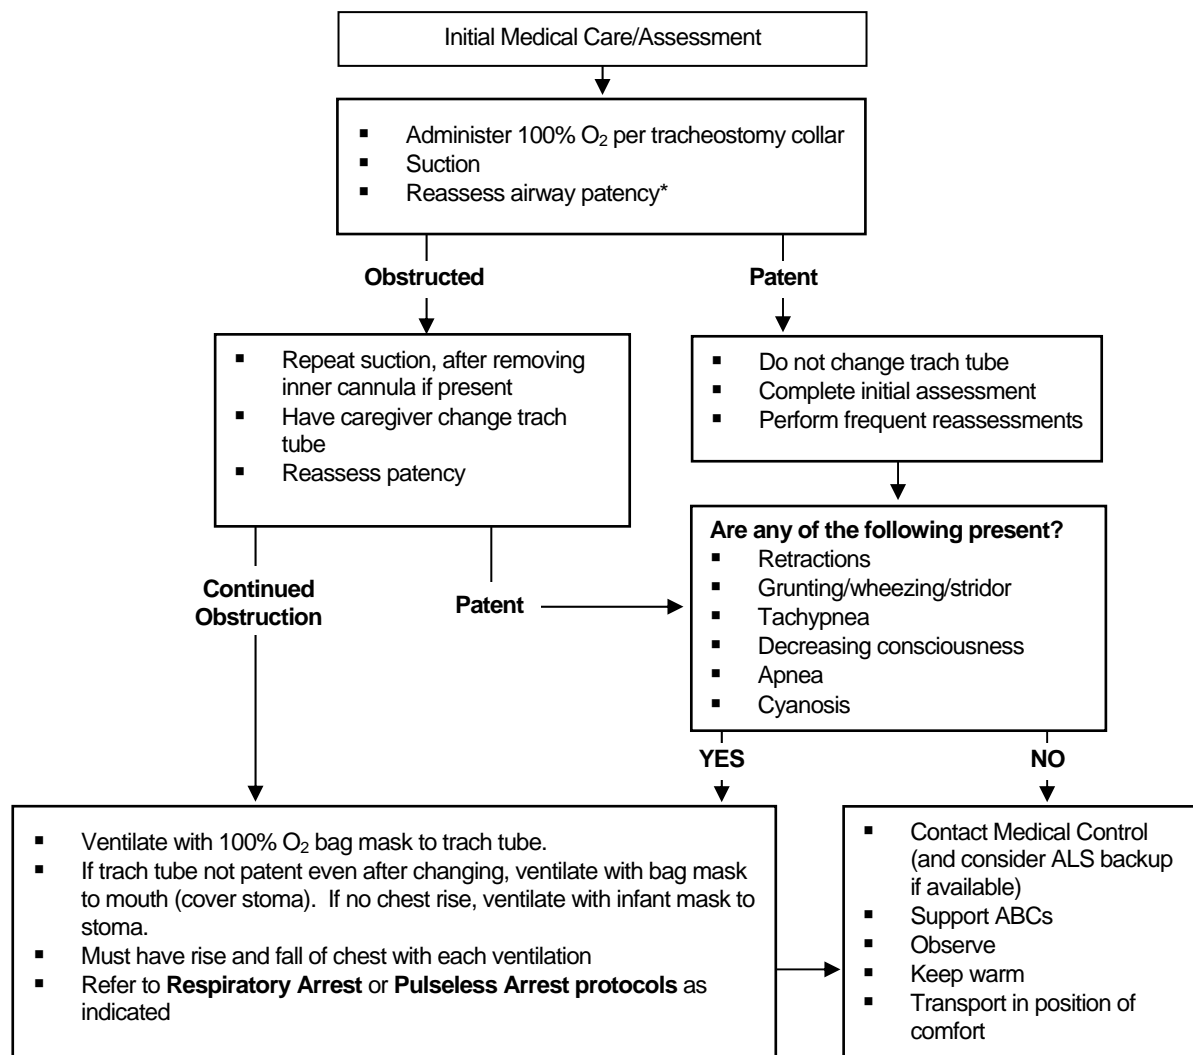 Initial Medical Care/Assessment
▪ Administer 100% O₂ per tracheostomy collar
▪ Suction
▪ Reassess airway patency*
Obstructed
Patent
▪ Repeat suction, after removing
inner cannula if present
▪ Have caregiver change trach
tube
▪ Reassess patency
▪ Do not change trach tube
▪ Complete initial assessment
▪ Perform frequent reassessments
Are any of the following present?
▪ Retractions
▪ Grunting/wheezing/stridor
▪ Tachypnea
▪ Decreasing consciousness
▪ Apnea
▪ Cyanosis
Continued
Obstruction
Patent
YES
NO
▪ Ventilate with 100% O₂ bag mask to trach tube.
▪ If trach tube not patent even after changing, ventilate with bag mask
to mouth (cover stoma). If no chest rise, ventilate with infant mask to
stoma.
▪ Must have rise and fall of chest with each ventilation
▪ Refer to Respiratory Arrest or Pulseless Arrest protocols as
indicated
▪ Contact Medical Control
(and consider ALS backup
if available)
▪ Support ABCs
▪ Observe
▪ Keep warm
▪ Transport in position of
comfort